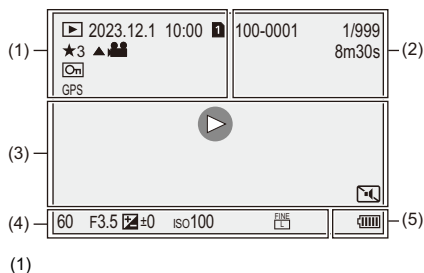 2023.12.1 10:00 1
100-0001 1/999
(1)
★3
8m30s
(2)
GPS
(3)
(4)
60 F3.5 ±0 ISO100 FINE L
(5)
(1)